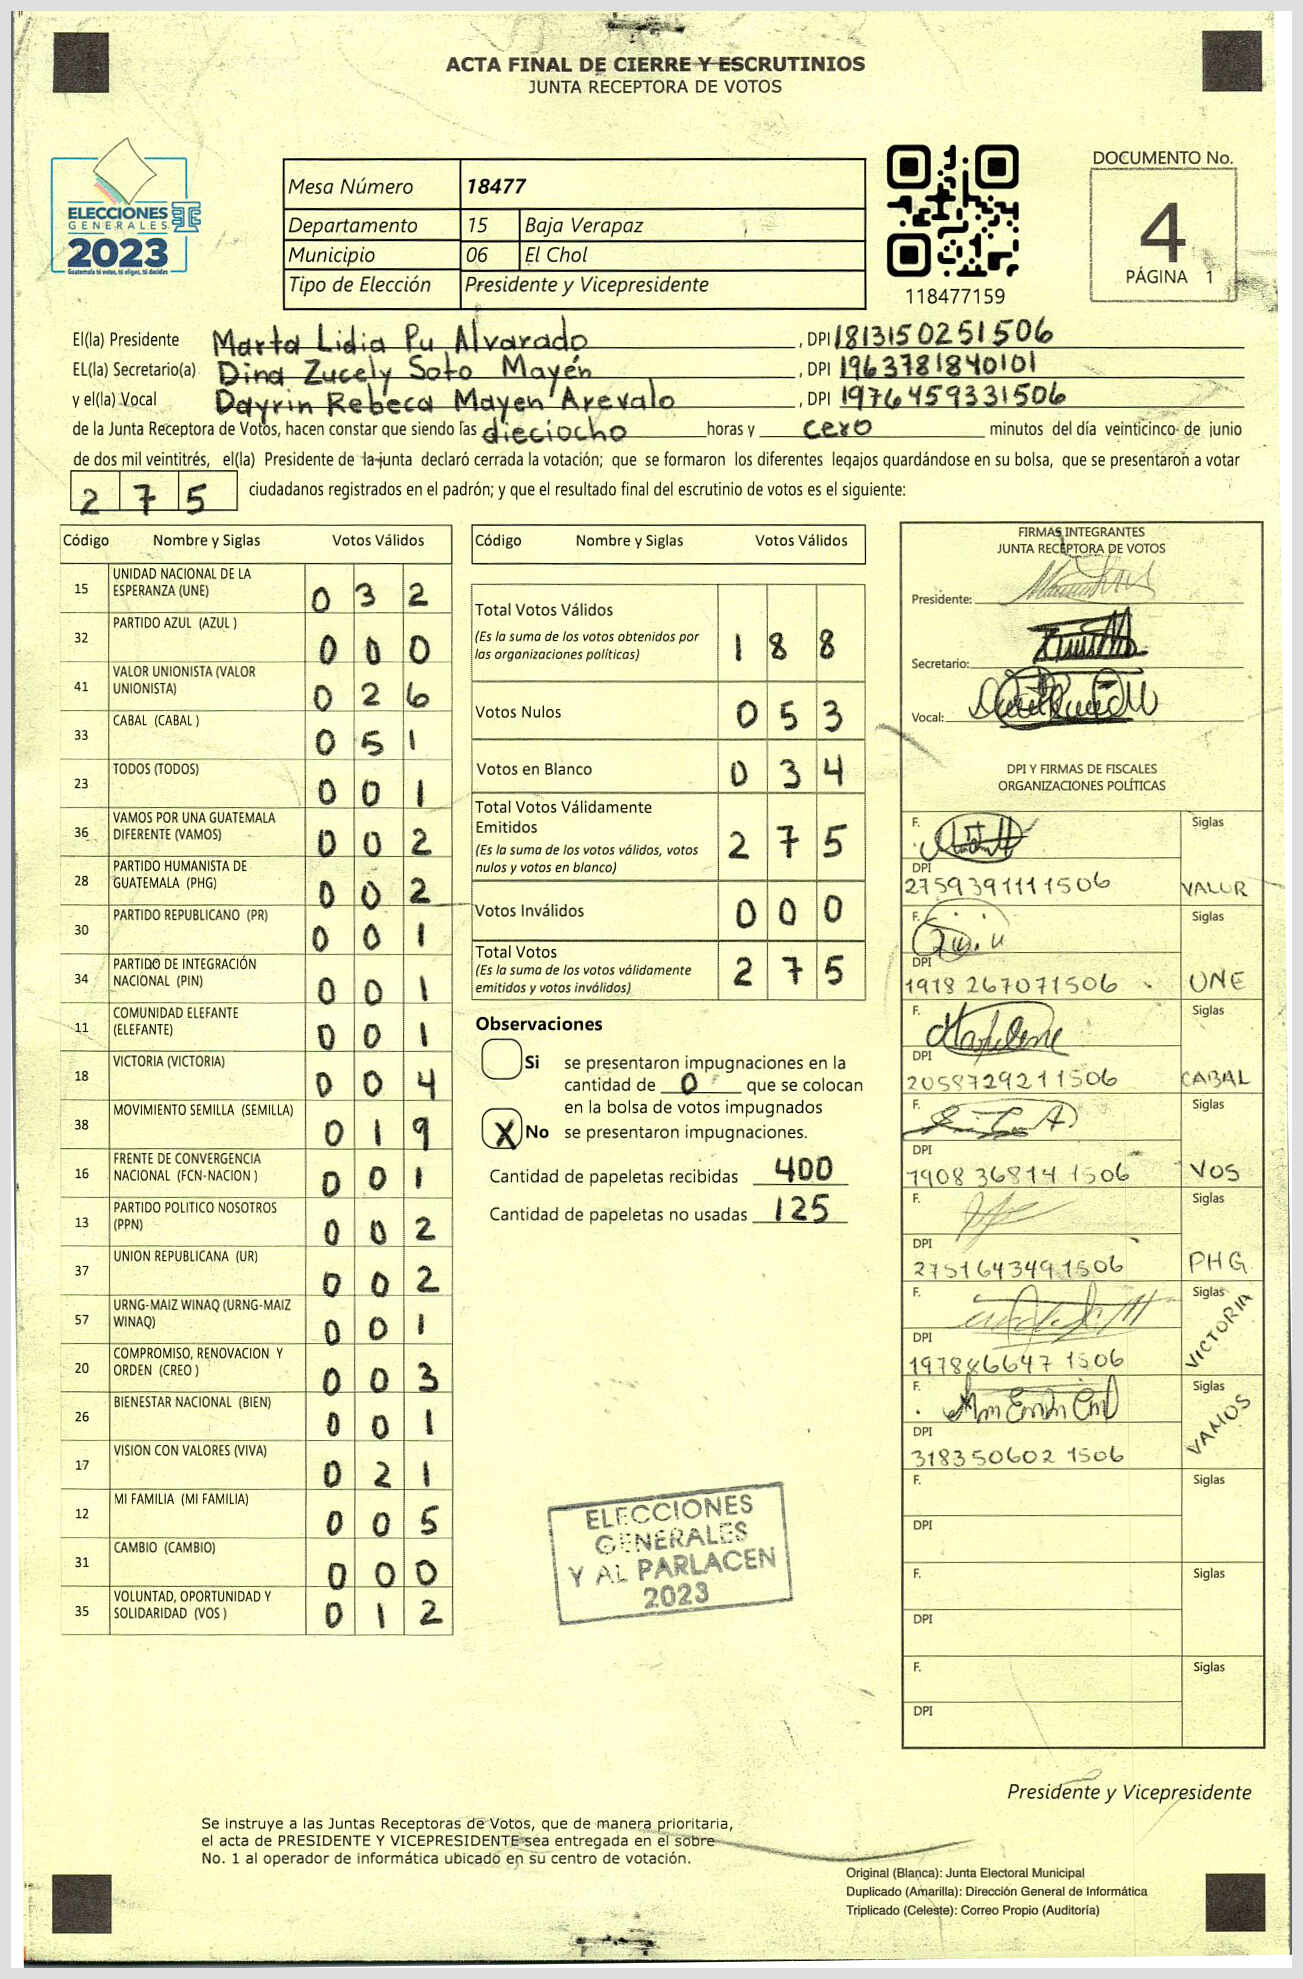 ACTA FINAL DE CIERRE Y ESCRUTINIOS
JUNTA RECEPTORA DE VOTOS
ELECCIONES
GENERALES
2023
Guatemala tú votas, tú eliges, tú decides
Mesa Número 18477
Departamento 15 Baja Verapaz
Municipio 06 El Chol
Tipo de Elección Presidente y Vicepresidente
118477159
DOCUMENTO No.
4
PÁGINA 1
El(la) Presidente Marta Lidia Pu Alvarado, DPI 1813150251506
EL(la) Secretario(a) Dina Zucely Soto Mayén, DPI 1963781840101
y el(la) Vocal Dayrin Rebeca Mayen Arevalo, DPI 1976459331506
de la Junta Receptora de Votos, hacen constar que siendo las dieciocho horas y cero minutos del día veinticinco de junio
de dos mil veintitrés, el(la) Presidente de la junta declaró cerrada la votación; que se formaron los diferentes legajos quardándose en su bolsa, que se presentaron a votar
275 ciudadanos registrados en el padrón; y que el resultado final del escrutinio de votos es el siguiente:
Código Nombre y Siglas Votos Válidos
15 UNIDAD NACIONAL DE LA ESPERANZA (UNE) 0 3 2
32 PARTIDO AZUL (AZUL ) 0 0 0
41 VALOR UNIONISTA (VALOR UNIONISTA) 0 2 6
33 CABAL (CABAL ) 0 5 1
23 TODOS (TODOS) 0 0 1
36 VAMOS POR UNA GUATEMALA DIFERENTE (VAMOS) 0 0 2
28 PARTIDO HUMANISTA DE GUATEMALA (PHG) 0 0 2
30 PARTIDO REPUBLICANO (PR) 0 0 1
34 PARTIDO DE INTEGRACIÓN NACIONAL (PIN) 0 0 1
11 COMUNIDAD ELEFANTE (ELEFANTE) 0 0 1
18 VICTORIA (VICTORIA) 0 0 4
38 MOVIMIENTO SEMILLA (SEMILLA) 0 1 9
16 FRENTE DE CONVERGENCIA NACIONAL (FCN-NACION ) 0 0 1
13 PARTIDO POLITICO NOSOTROS (PPN) 0 0 2
37 UNION REPUBLICANA (UR) 0 0 2
57 URNG-MAIZ WINAQ (URNG-MAIZ WINAQ) 0 0 1
20 COMPROMISO, RENOVACION Y ORDEN (CREO ) 0 0 3
26 BIENESTAR NACIONAL (BIEN) 0 0 1
17 VISION CON VALORES (VIVA) 0 2 1
12 MI FAMILIA (MI FAMILIA) 0 0 5
31 CAMBIO (CAMBIO) 0 0 0
35 VOLUNTAD, OPORTUNIDAD Y SOLIDARIDAD (VOS ) 0 1 2
Código Nombre y Siglas Votos Válidos
Total Votos Válidos 1 8 8
(Es la suma de los votos obtenidos por
las organizaciones políticas)
Votos Nulos 0 5 3
Votos en Blanco 0 3 4
Total Votos Válidamente
Emitidos 2 7 5
(Es la suma de los votos válidos, votos
nulos y votos en blanco)
Votos Inválidos 0 0 0
Total Votos 2 7 5
(Es la suma de los votos válidamente
emitidos y votos inválidos)
Observaciones
Si se presentaron impugnaciones en la
cantidad de 0 que se colocan
en la bolsa de votos impugnados
X No se presentaron impugnaciones.
Cantidad de papeletas recibidas 400
Cantidad de papeletas no usadas 125
ELECCIONES
GENERALES
Y AL PARLACEN
2023
FIRMAS INTEGRANTES
JUNTA RECEPTORA DE VOTOS
Presidente:
Secretario:
Vocal:
DPI Y FIRMAS DE FISCALES
ORGANIZACIONES POLÍTICAS
F. Siglas
DPI
2759391111506 VALOR
F. Siglas
DPI
1918 267071506 UNE
F. Siglas
DPI
2058729211506 CABAL
F. Siglas
DPI
1908 36814 1506 VOS
F. Siglas
DPI
2751643491506 PHG
F. Siglas
DPI VICTORIA
1506
F. Siglas
DPI VAMOS
318350602 1506
F. Siglas
DPI
F. Siglas
DPI
F. Siglas
DPI
Presidente y Vicepresidente
Se instruye a las Juntas Receptoras de Votos, que de manera prioritaria,
el acta de PRESIDENTE Y VICEPRESIDENTE sea entregada en el sobre
No. 1 al operador de informática ubicado en su centro de votación.
Original (Blanca): Junta Electoral Municipal
Duplicado (Amarilla): Dirección General de Informática
Triplicado (Celeste): Correo Propio (Auditoría)